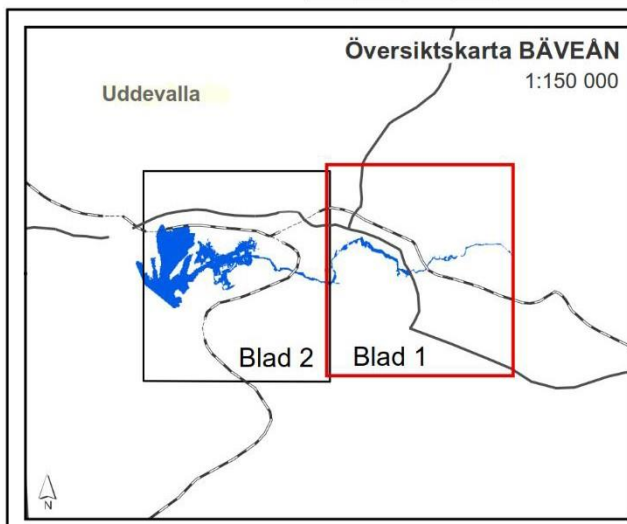 Översiktskarta BÄVEÅN
1:150 000
Uddevalla
Blad 2
Blad 1
N